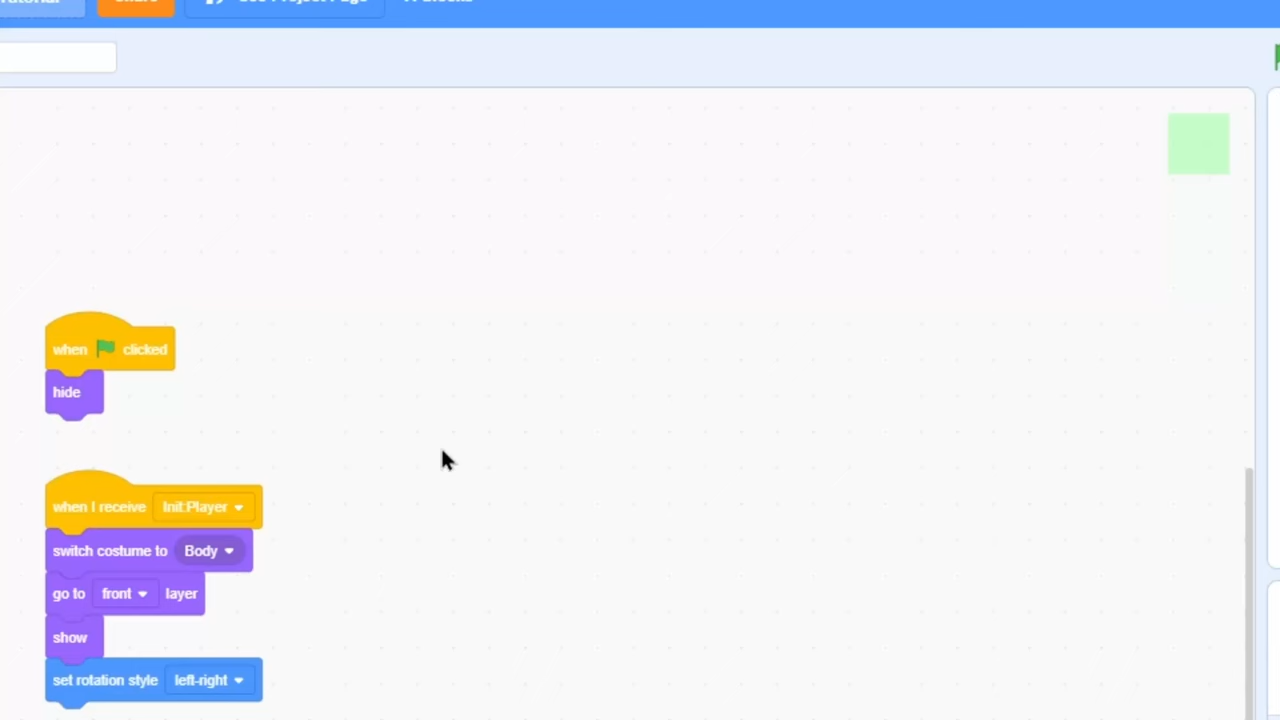 when clicked
hide
when I receive Init:Player
switch costume to Body
go to front layer
show
set rotation style left-right